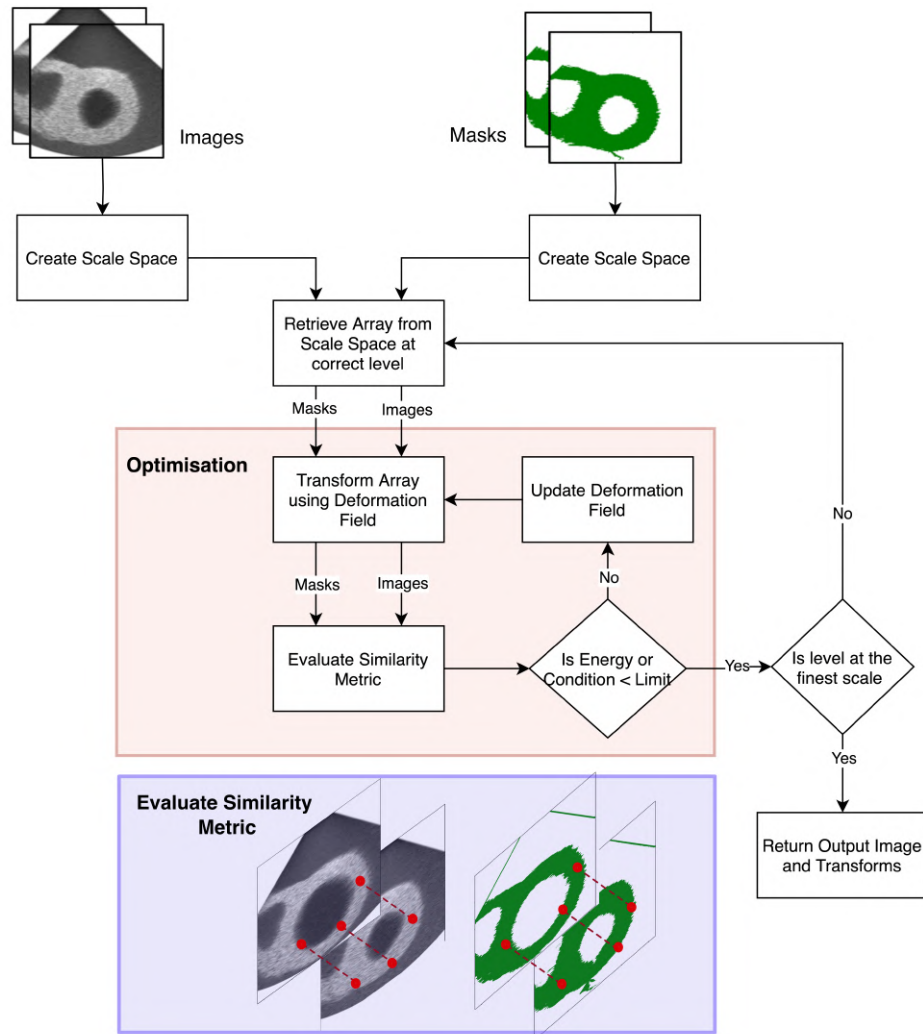 Images
Masks
Create Scale Space
Create Scale Space
Retrieve Array from
Scale Space at
correct level
Masks
Images
Optimisation
Transform Array
using Deformation
Field
Update Deformation
Field
No
Masks
Images
No
Evaluate Similarity
Metric
Is Energy or
Condition < Limit
Yes
Is level at the
finest scale
Yes
Evaluate Similarity
Metric
Return Output Image
and Transforms